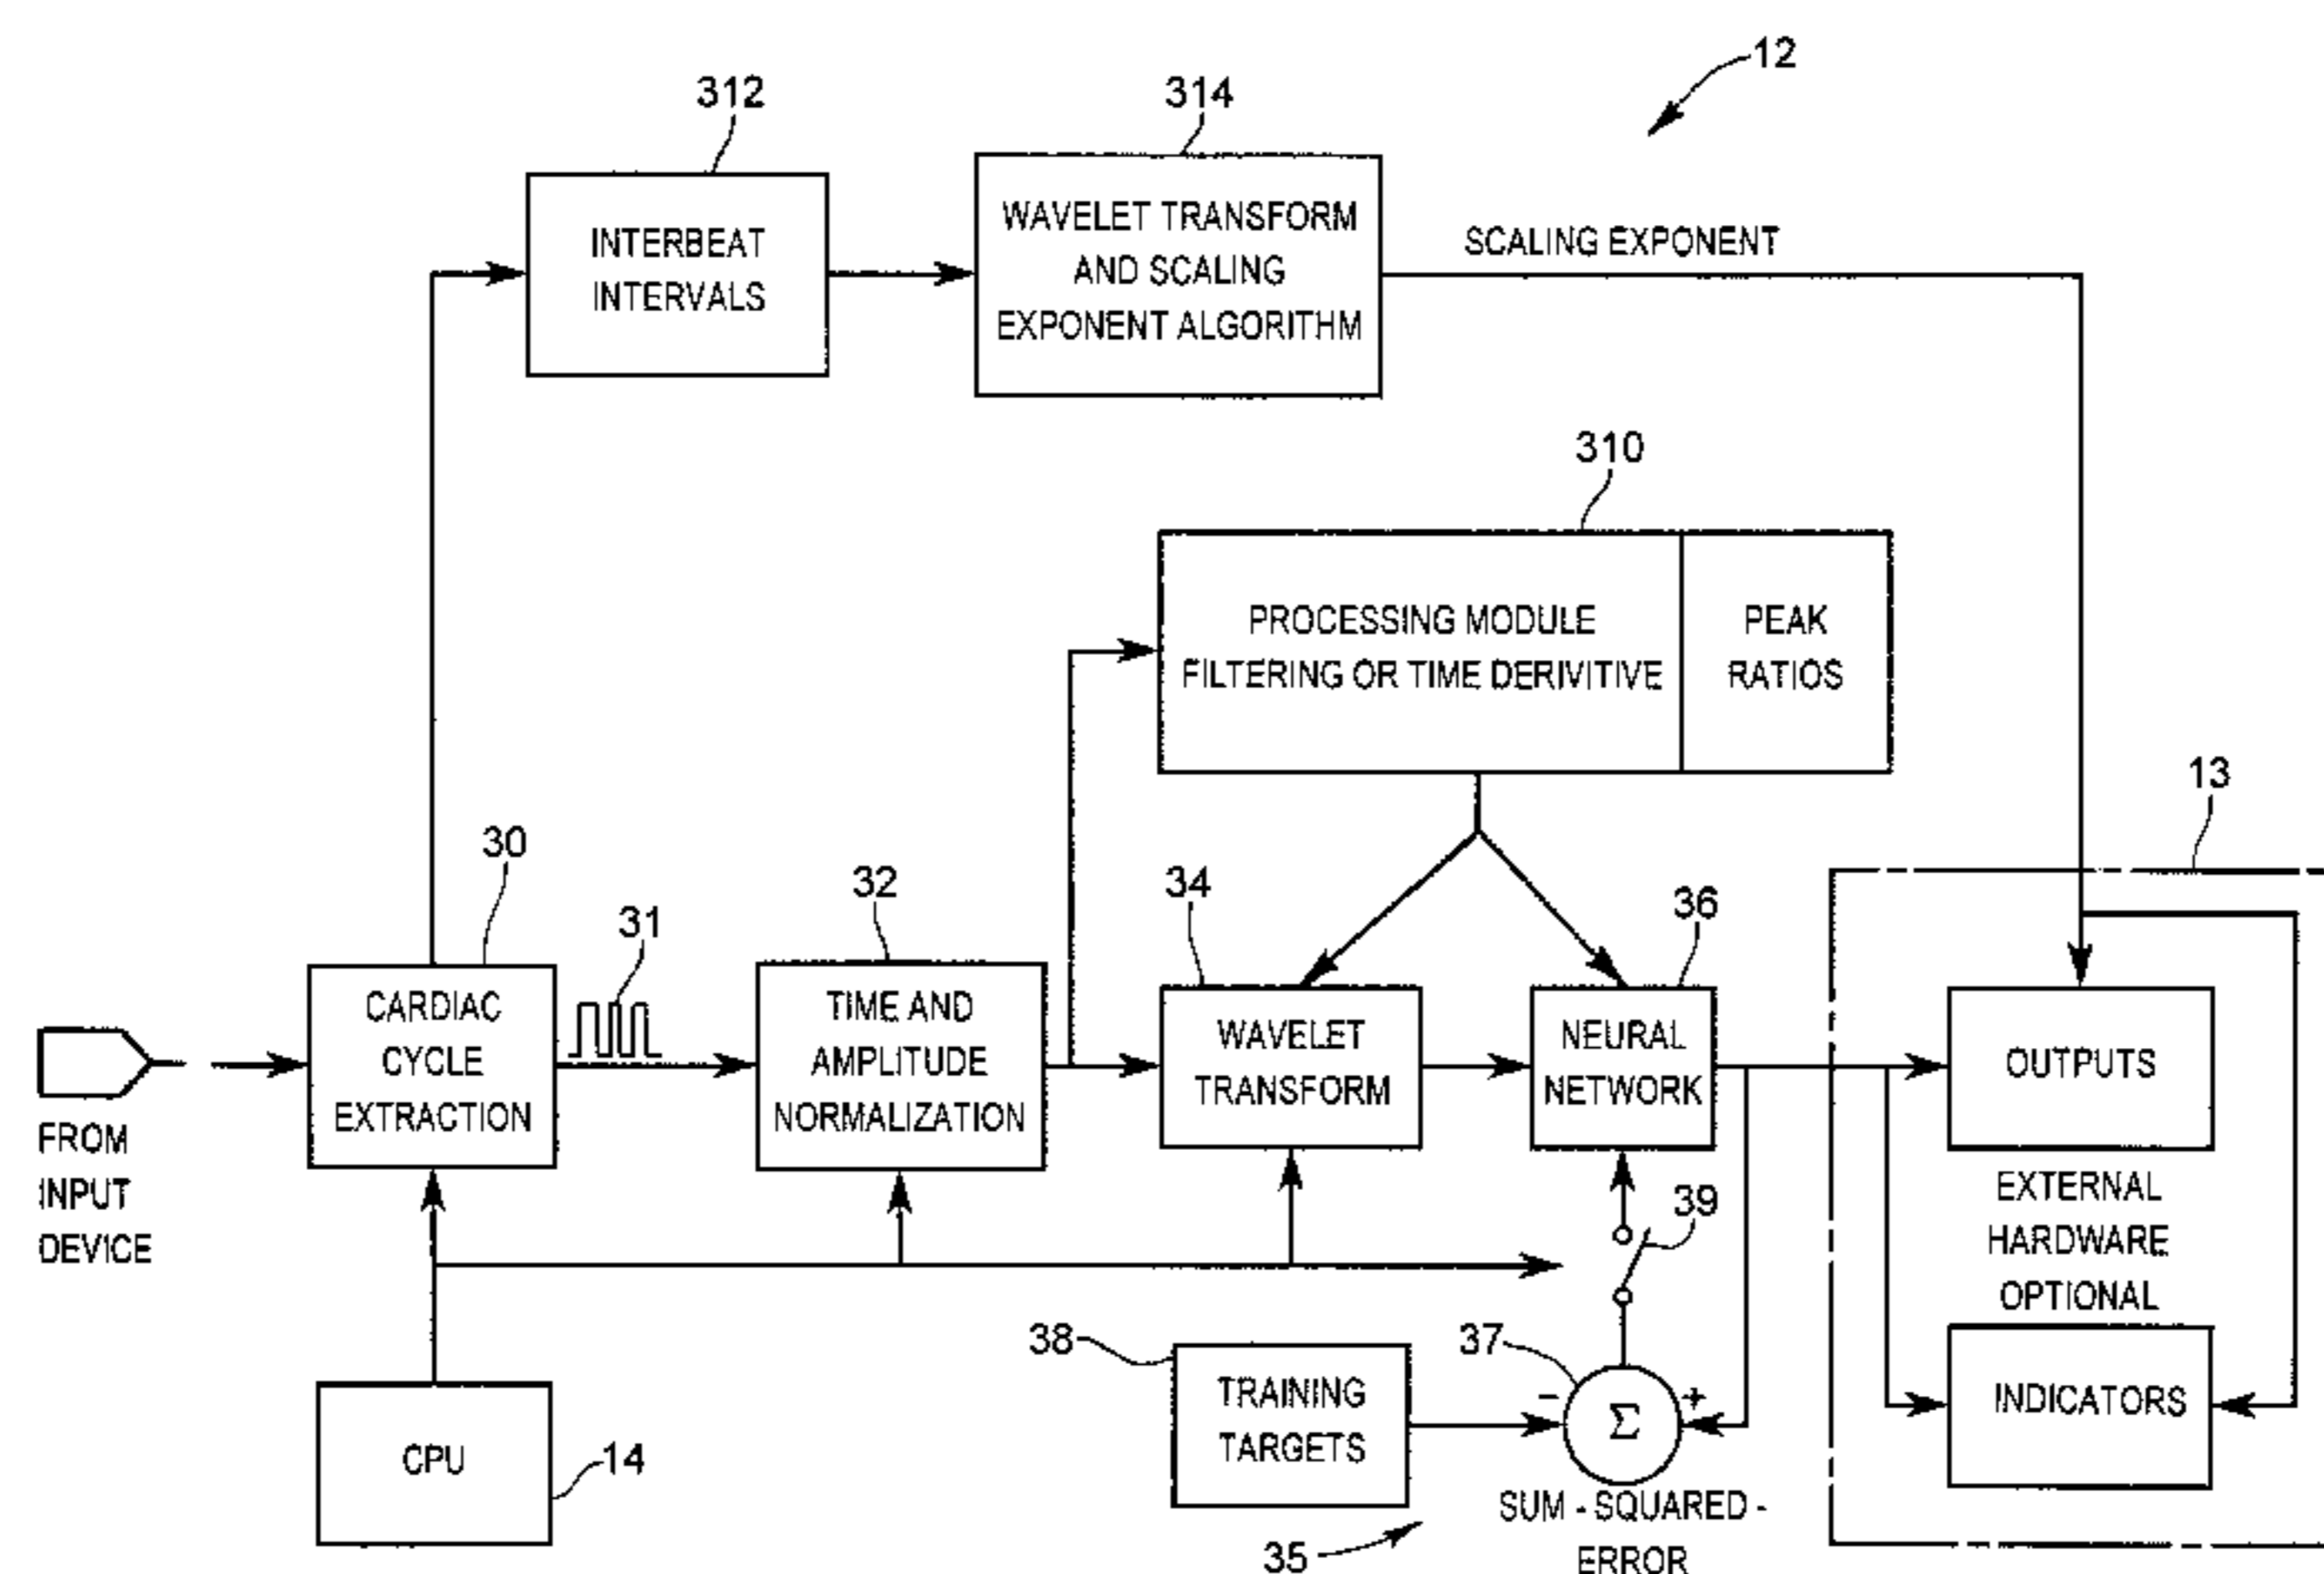 12
312
314
INTERBEAT
INTERVALS
WAVELET TRANSFORM
AND SCALING
EXPONENT ALGORITHM
SCALING EXPONENT
310
PROCESSING MODULE
FILTERING OR TIME DERIVITIVE
PEAK
RATIOS
13
30
31
32
34
36
CARDIAC
CYCLE
EXTRACTION
TIME AND
AMPLITUDE
NORMALIZATION
WAVELET
TRANSFORM
NEURAL
NETWORK
OUTPUTS
FROM
INPUT
DEVICE
39
EXTERNAL
HARDWARE
OPTIONAL
38
37
TRAINING
TARGETS
- Σ +
INDICATORS
CPU
14
35
SUM - SQUARED -
ERROR